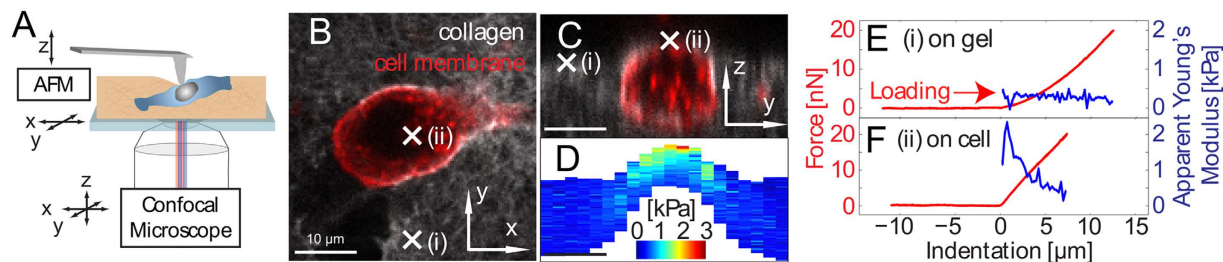 A
z
AFM
x
y
z
x
y
Confocal
Microscope
B
collagen
cell membrane
(ii)
(i)
y
x
10 µm
C
(ii)
(i)
z
y
D
[kPa]
0 1 2 3
E (i) on gel
Loading
F (ii) on cell
Force [nN]
20
10
0
20
10
0
Apparent Young's
Modulus [kPa]
2
1
0
2
1
0
−10 −5 0 5 10 15
Indentation [µm]